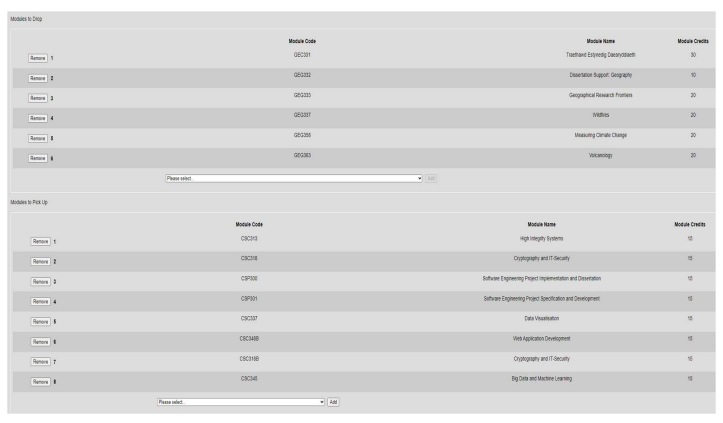 Modules to Drop
Module Code Module Name Module Credits
Remove 1 GEC331 Traethawd Estynedig Daearyddiaeth 30
Remove 2 GEG332 Dissertation Support: Geography 10
Remove 3 GEG333 Geographical Research Frontiers 20
Remove 4 GEG337 Wildfires 20
Remove 5 GEG356 Measuring Climate Change 20
Remove 6 GEG363 Volcanology 20
Please select... Add
Modules to Pick Up
Module Code Module Name Module Credits
Remove 1 CSC313 High Integrity Systems 15
Remove 2 CSC318 Cryptography and IT-Security 15
Remove 3 CSP300 Software Engineering Project Implementation and Dissertation 15
Remove 4 CSP301 Software Engineering Project Specification and Development 15
Remove 5 CSC337 Data Visualisation 15
Remove 6 CSC348B Web Application Development 15
Remove 7 CSC318B Cryptography and IT-Security 15
Remove 8 CSC345 Big Data and Machine Learning 15
Please select... Add